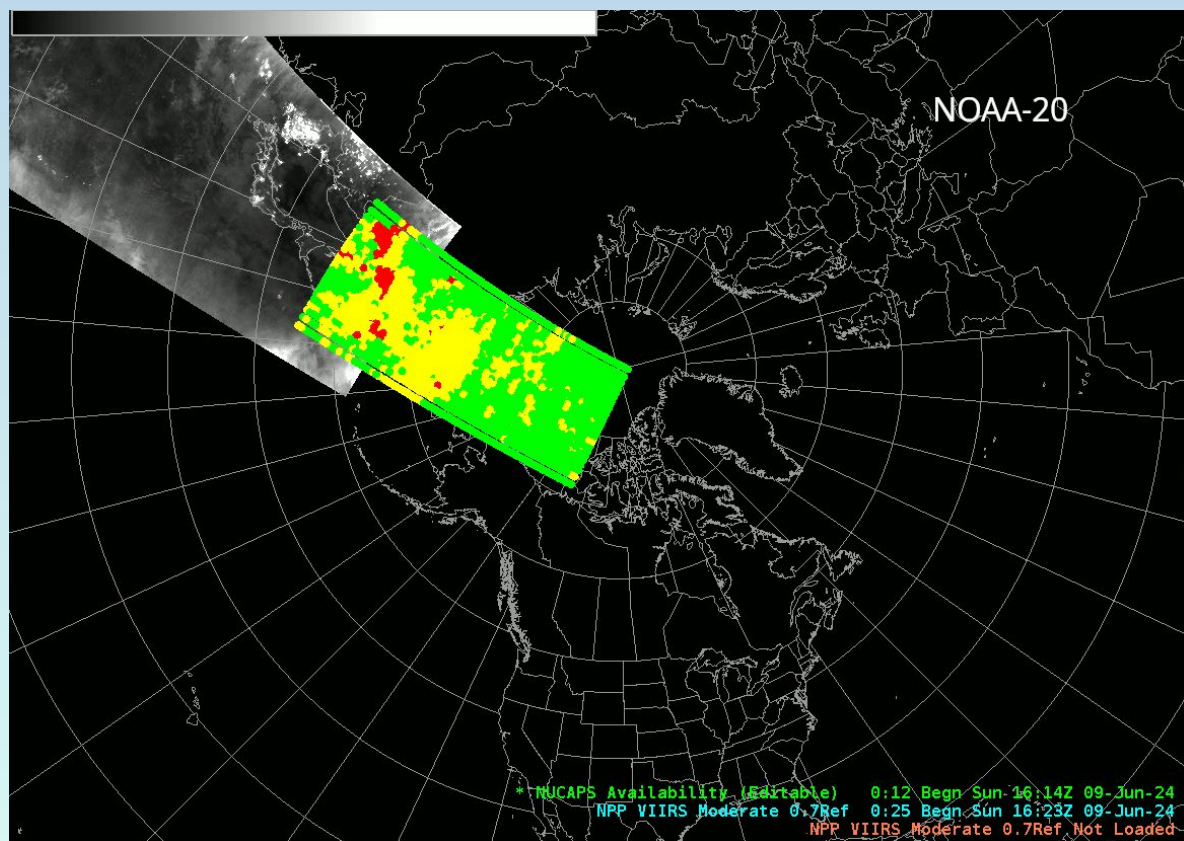 NOAA-20
* NUCAPS Availability (Editable) 0:12 Begn Sun 16:14Z 09-Jun-24
NPP VIIRS Moderate 0.7Ref 0:25 Begn Sun 16:23Z 09-Jun-24
NPP VIIRS Moderate 0.7Ref Not Loaded